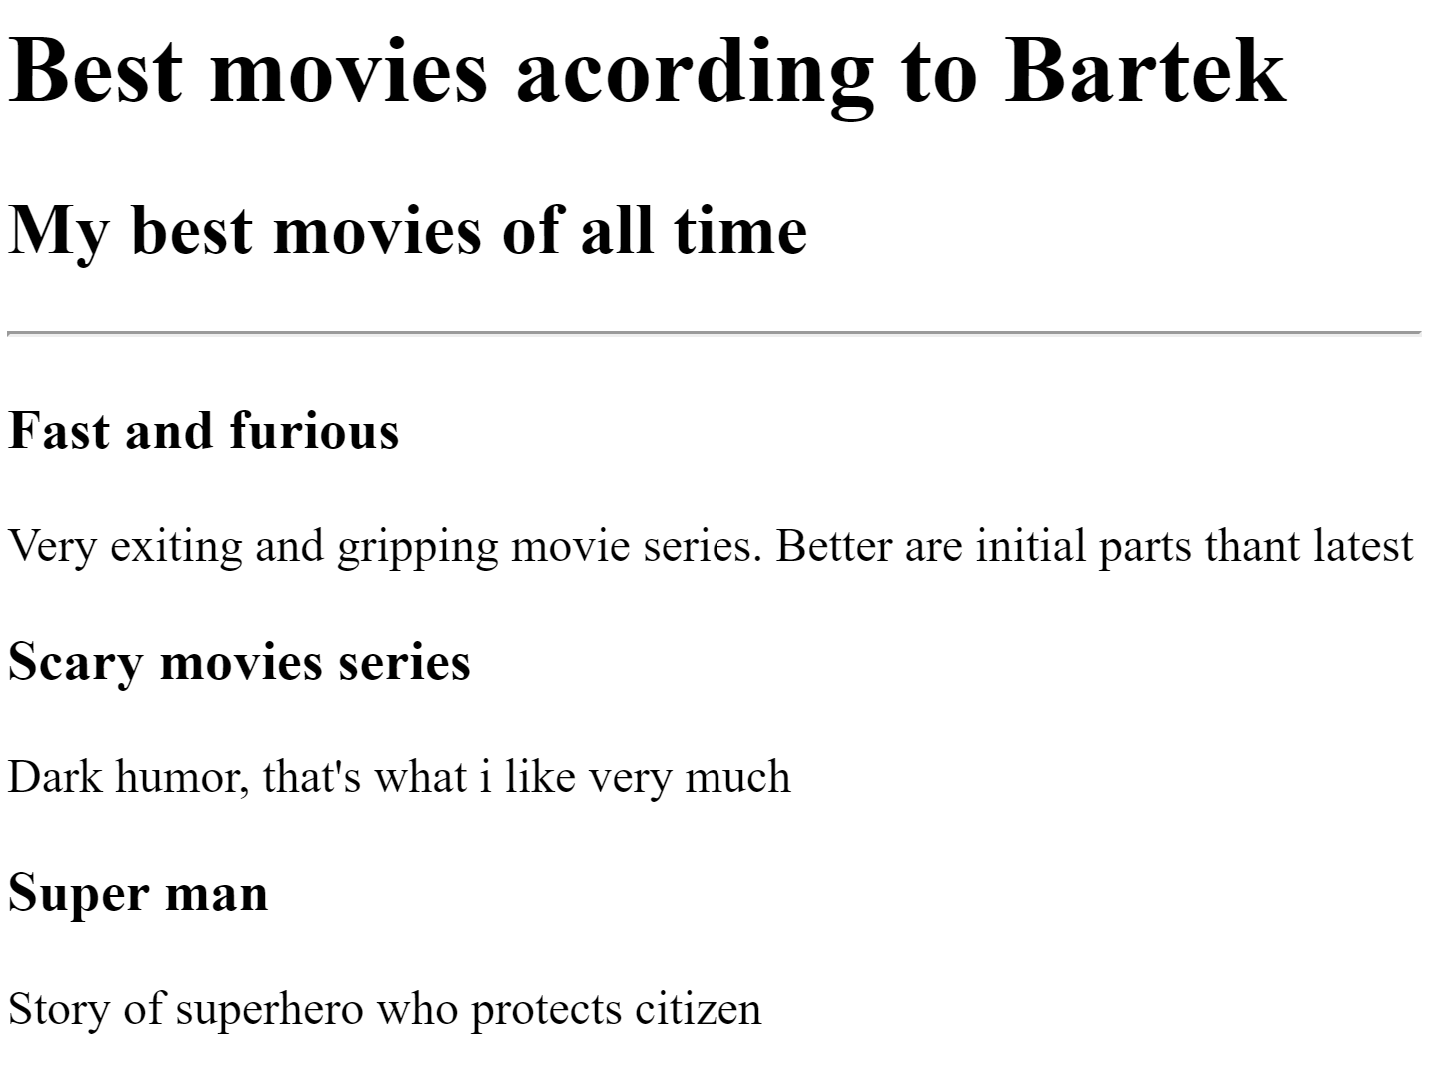 Best movies acording to Bartek
My best movies of all time
Fast and furious
Very exiting and gripping movie series. Better are initial parts thant latest
Scary movies series
Dark humor, that's what i like very much
Super man
Story of superhero who protects citizen